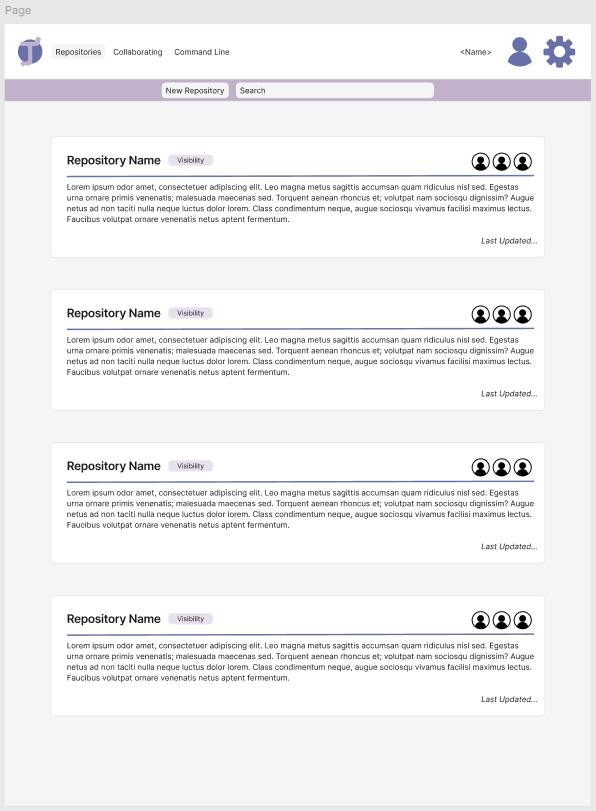 Page
Repositories Collaborating Command Line <Name>
New Repository Search
Repository Name Visibility
Lorem ipsum odor amet, consectetuer adipiscing elit. Leo magna metus sagittis accumsan quam ridiculus nisl sed. Egestas
urna ornare primis venenatis; malesuada maecenas sed. Torquent aenean rhoncus et; volutpat nam sociosqu dignissim? Augue
netus ad non taciti nulla neque luctus dolor lorem. Class condimentum neque, augue sociosqu vivamus facilisi maximus lectus.
Faucibus volutpat ornare venenatis netus aptent fermentum.
Last Updated...
Repository Name Visibility
Lorem ipsum odor amet, consectetuer adipiscing elit. Leo magna metus sagittis accumsan quam ridiculus nisl sed. Egestas
urna ornare primis venenatis; malesuada maecenas sed. Torquent aenean rhoncus et; volutpat nam sociosqu dignissim? Augue
netus ad non taciti nulla neque luctus dolor lorem. Class condimentum neque, augue sociosqu vivamus facilisi maximus lectus.
Faucibus volutpat ornare venenatis netus aptent fermentum.
Last Updated...
Repository Name Visibility
Lorem ipsum odor amet, consectetuer adipiscing elit. Leo magna metus sagittis accumsan quam ridiculus nisl sed. Egestas
urna ornare primis venenatis; malesuada maecenas sed. Torquent aenean rhoncus et; volutpat nam sociosqu dignissim? Augue
netus ad non taciti nulla neque luctus dolor lorem. Class condimentum neque, augue sociosqu vivamus facilisi maximus lectus.
Faucibus volutpat ornare venenatis netus aptent fermentum.
Last Updated...
Repository Name Visibility
Lorem ipsum odor amet, consectetuer adipiscing elit. Leo magna metus sagittis accumsan quam ridiculus nisl sed. Egestas
urna ornare primis venenatis; malesuada maecenas sed. Torquent aenean rhoncus et; volutpat nam sociosqu dignissim? Augue
netus ad non taciti nulla neque luctus dolor lorem. Class condimentum neque, augue sociosqu vivamus facilisi maximus lectus.
Faucibus volutpat ornare venenatis netus aptent fermentum.
Last Updated...